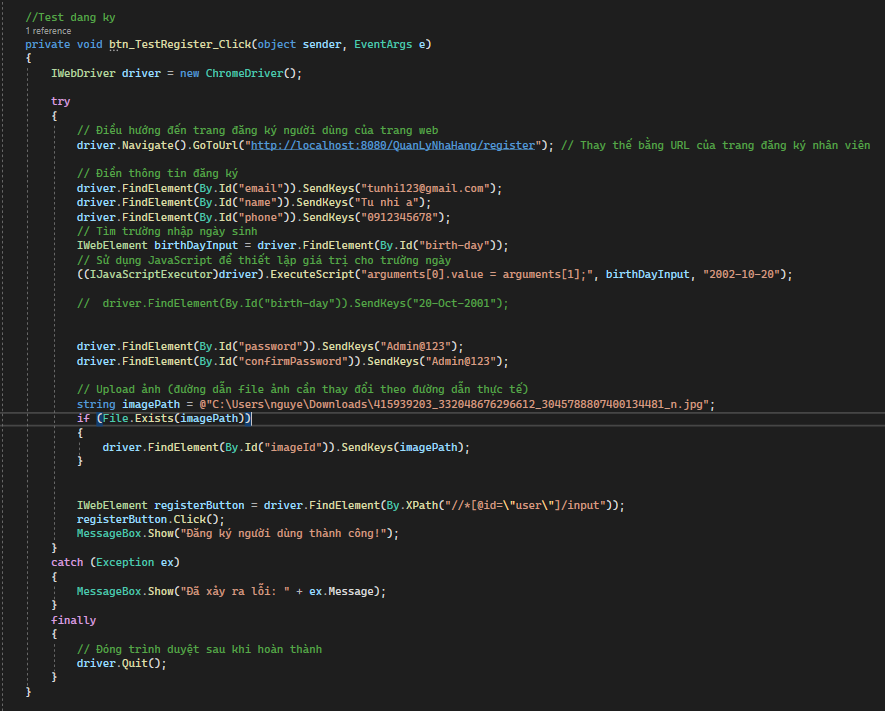 //Test dang ky
1 reference
private void btn_TestRegister_Click(object sender, EventArgs e)
{
IWebDriver driver = new ChromeDriver();
try
{
// Điều hướng đến trang đăng ký người dùng của trang web
driver.Navigate().GoToUrl("http://localhost:8080/QuanLyNhaHang/register"); // Thay thế bằng URL của trang đăng ký nhân viên
// Điền thông tin đăng ký
driver.FindElement(By.Id("email")).SendKeys("tunhi123@gmail.com");
driver.FindElement(By.Id("name")).SendKeys("Tu nhi a");
driver.FindElement(By.Id("phone")).SendKeys("0912345678");
// Tìm trường nhập ngày sinh
IWebElement birthDayInput = driver.FindElement(By.Id("birth-day"));
// Sử dụng JavaScript để thiết lập giá trị cho trường ngày
((IJavaScriptExecutor)driver).ExecuteScript("arguments[0].value = arguments[1];", birthDayInput, "2002-10-20");
//  driver.FindElement(By.Id("birth-day")).SendKeys("20-Oct-2001");
driver.FindElement(By.Id("password")).SendKeys("Admin@123");
driver.FindElement(By.Id("confirmPassword")).SendKeys("Admin@123");
// Upload ảnh (đường dẫn file ảnh cần thay đổi theo đường dẫn thực tế)
string imagePath = @"C:\Users\nguye\Downloads\415939203_332048676296612_3045788807400134481_n.jpg";
if (File.Exists(imagePath))
{
driver.FindElement(By.Id("imageId")).SendKeys(imagePath);
}
IWebElement registerButton = driver.FindElement(By.XPath("//*[@id=\"user\"]/input"));
registerButton.Click();
MessageBox.Show("Đăng ký người dùng thành công!");
}
catch (Exception ex)
{
MessageBox.Show("Đã xảy ra lỗi: " + ex.Message);
}
finally
{
// Đóng trình duyệt sau khi hoàn thành
driver.Quit();
}
}